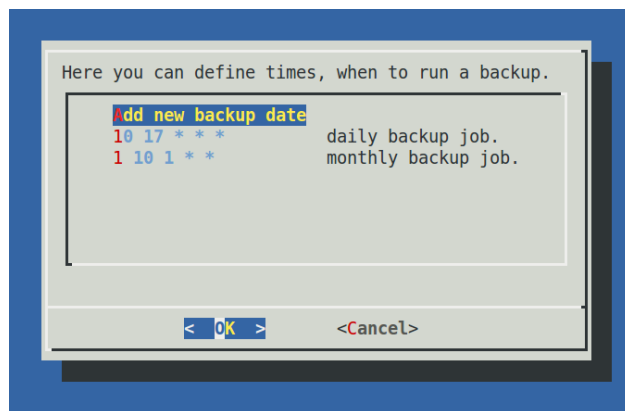 Here you can define times, when to run a backup.
Add new backup date
10 17 * * * daily backup job.
1 10 1 * * monthly backup job.
< OK > <Cancel>